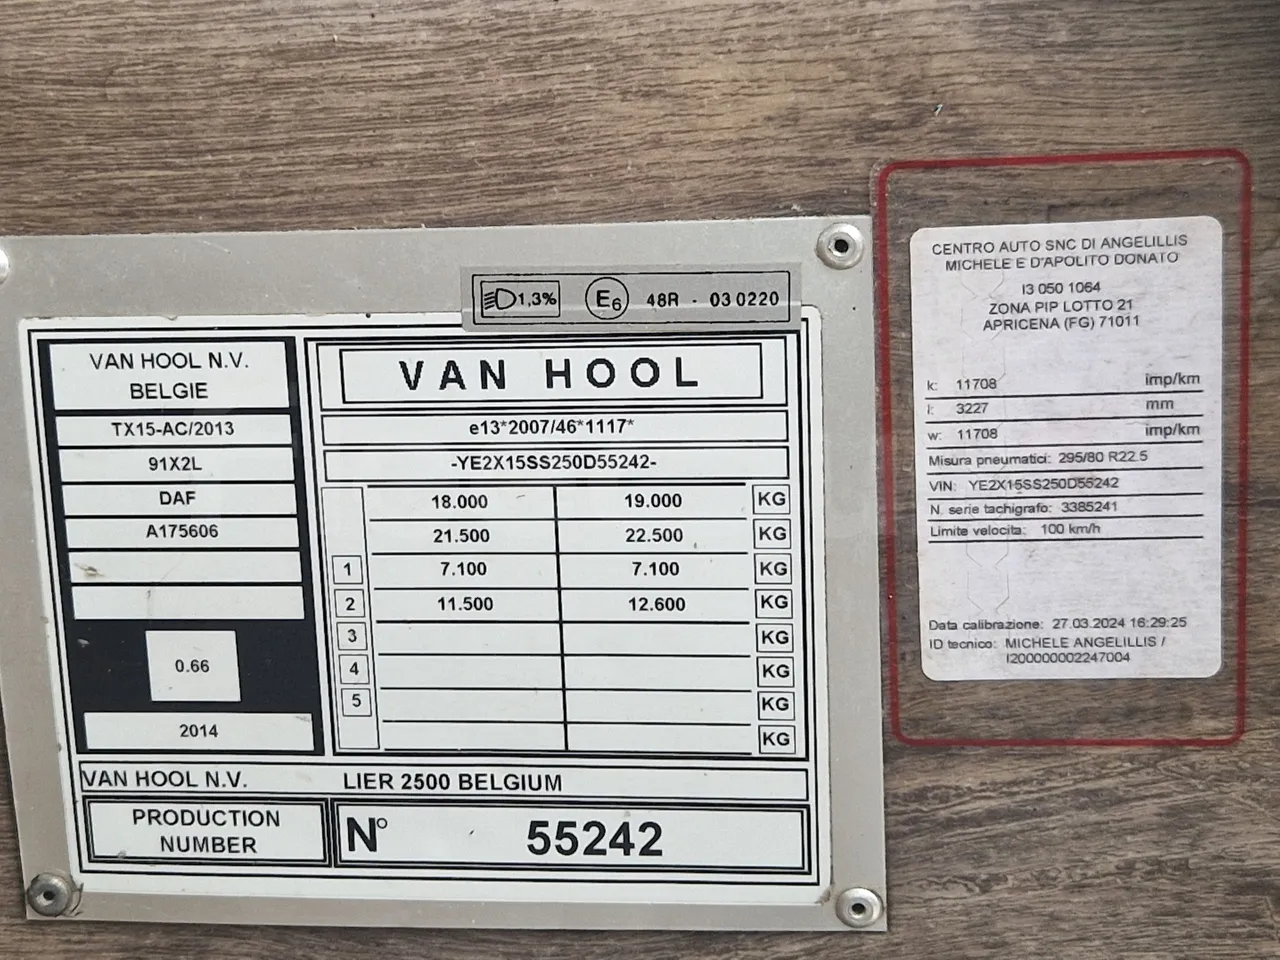 1,3% E6 48R - 03 0220
VAN HOOL N.V.
BELGIE
TX15-AC/2013
91X2L
DAF
A175606
0.66
2014
VAN HOOL
e13*2007/46*1117*
-YE2X15SS250D55242-
18.000 19.000 KG
21.500 22.500 KG
1 7.100 7.100 KG
2 11.500 12.600 KG
3 KG
4 KG
5 KG
KG
VAN HOOL N.V. LIER 2500 BELGIUM
PRODUCTION
NUMBER
N° 55242
CENTRO AUTO SNC DI ANGELILLIS
MICHELE E D'APOLITO DONATO
I3 050 1064
ZONA PIP LOTTO 21
APRICENA (FG) 71011
k: 11708 imp/km
l: 3227 mm
w: 11708 imp/km
Misura pneumatici: 295/80 R22.5
VIN: YE2X15SS250D55242
N. serie tachigrafo: 3385241
Limite velocita: 100 km/h
Data calibrazione: 27.03.2024 16:29:25
ID tecnico: MICHELE ANGELILLIS /
I200000002247004